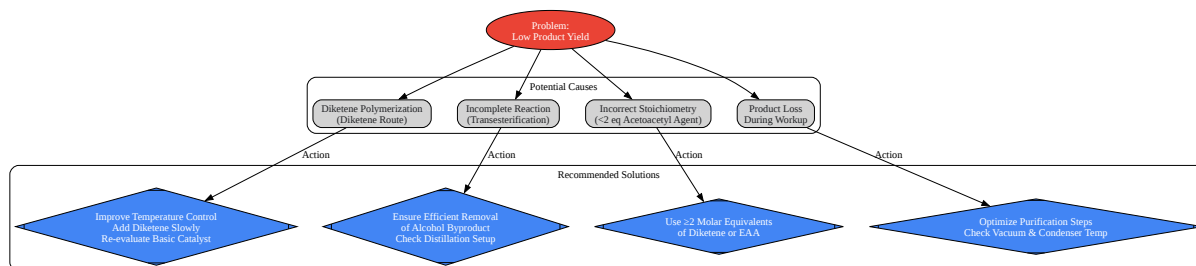 Problem:
Low Product Yield
Potential Causes
Diketene Polymerization
(Diketene Route)
Incomplete Reaction
(Transesterification)
Incorrect Stoichiometry
(<2 eq Acetoacetyl Agent)
Product Loss
During Workup
Action
Action
Action
Action
Recommended Solutions
Improve Temperature Control
Add Diketene Slowly
Re-evaluate Basic Catalyst
Ensure Efficient Removal
of Alcohol Byproduct
Check Distillation Setup
Use ≥2 Molar Equivalents
of Diketene or EAA
Optimize Purification Steps
Check Vacuum & Condenser Temp